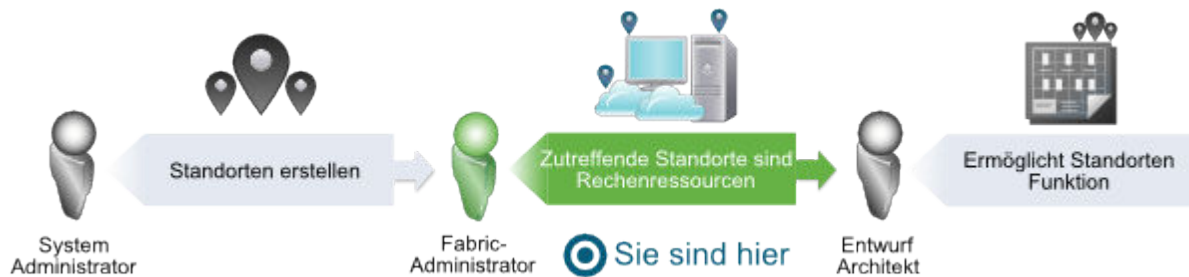 Standorten erstellen
Zutreffende Standorte sind
Rechenressourcen
Ermöglicht Standorten
Funktion
System
Administrator
Fabric-
Administrator
Sie sind hier
Entwurf
Architekt